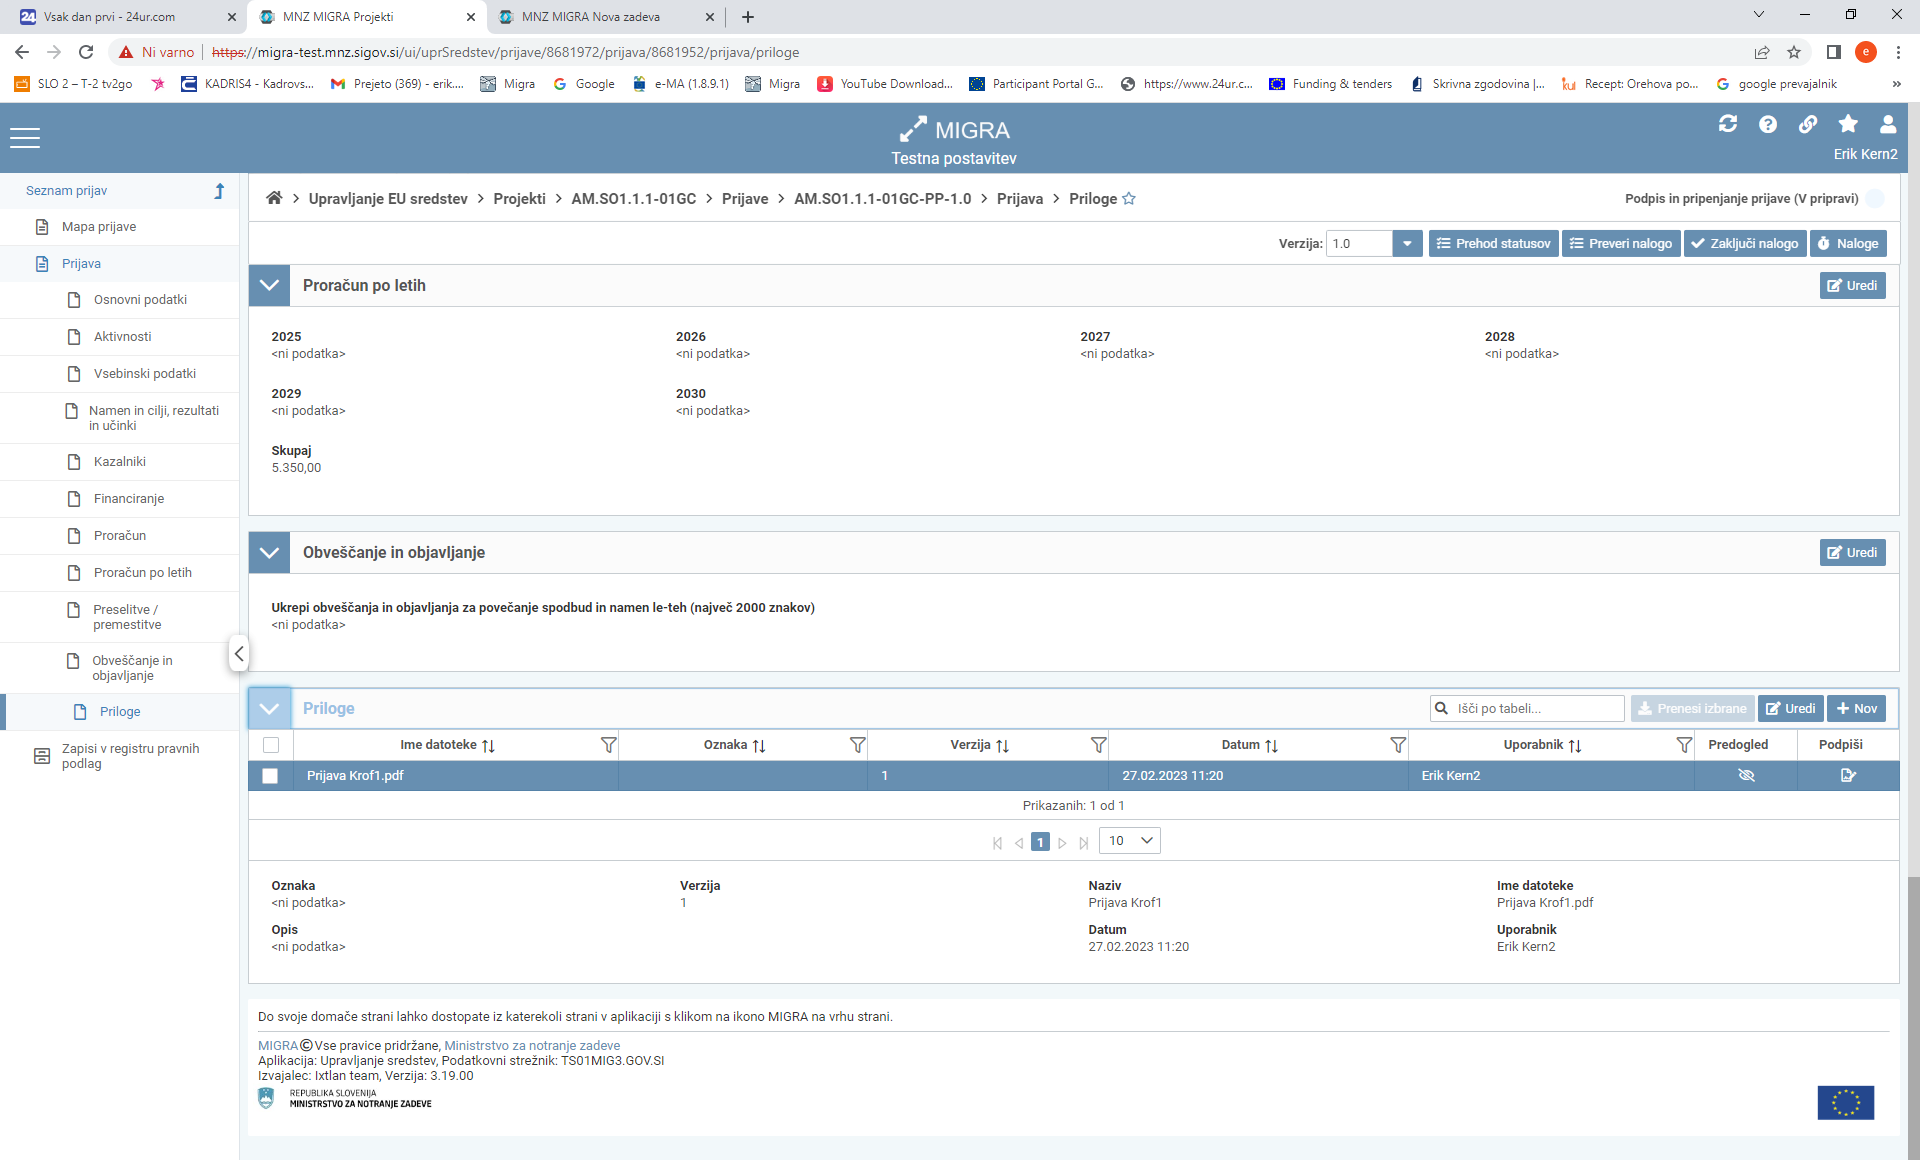 Vsak dan prvi - 24ur.com
MNZ MIGRA Projekti
MNZ MIGRA Nova zadeva
Ni varno
https://migra-test.mnz.sigov.si/ui/uprSredstev/prijave/8681972/prijava/8681952/prijava/priloge
e
SLO 2 – T-2 tv2go
KADRIS4 - Kadrovs...
Prejeto (369) - erik....
Migra
Google
e-MA (1.8.9.1)
Migra
YouTube Download...
Participant Portal G...
https://www.24ur.c...
Funding & tenders
Skrivna zgodovina |...
Recept: Orehova po...
google prevajalnik
»
MIGRA
Testna postavitev
Erik Kern2
Seznam prijav
Mapa prijave
Prijava
Osnovni podatki
Aktivnosti
Vsebinski podatki
Namen in cilji, rezultati
in učinki
Kazalniki
Financiranje
Proračun
Proračun po letih
Preselitve /
premestitve
Obveščanje in
objavljanje
Priloge
Zapisi v registru pravnih
podlag
Upravljanje EU sredstev > Projekti > AM.SO1.1.1-01GC > Prijave > AM.SO1.1.1-01GC-PP-1.0 > Prijava > Priloge
Podpis in pripenjanje prijave (V pripravi)
Verzija: 1.0
Prehod statusov
Preveri nalogo
Zaključi nalogo
Naloge
Proračun po letih
Uredi
2025 2026 2027 2028
<ni podatka> <ni podatka> <ni podatka> <ni podatka>
2029 2030
<ni podatka> <ni podatka>
Skupaj
5.350,00
Obveščanje in objavljanje
Uredi
Ukrepi obveščanja in objavljanja za povečanje spodbud in namen le-teh (največ 2000 znakov)
<ni podatka>
Priloge
Išči po tabeli...
Prenesi izbrane
Uredi
Nov
Ime datoteke Oznaka Verzija Datum Uporabnik Predogled Podpiši
Prijava Krof1.pdf 1 27.02.2023 11:20 Erik Kern2
Prikazanih: 1 od 1
1 10
Oznaka Verzija Naziv Ime datoteke
<ni podatka> 1 Prijava Krof1 Prijava Krof1.pdf
Opis Datum Uporabnik
<ni podatka> 27.02.2023 11:20 Erik Kern2
Do svoje domače strani lahko dostopate iz katerekoli strani v aplikaciji s klikom na ikono MIGRA na vrhu strani.
MIGRA © Vse pravice pridržane, Ministrstvo za notranje zadeve
Aplikacija: Upravljanje sredstev, Podatkovni strežnik: TS01MIG3.GOV.SI
Izvajalec: Ixtlan team, Verzija: 3.19.00
REPUBLIKA SLOVENIJA
MINISTRSTVO ZA NOTRANJE ZADEVE